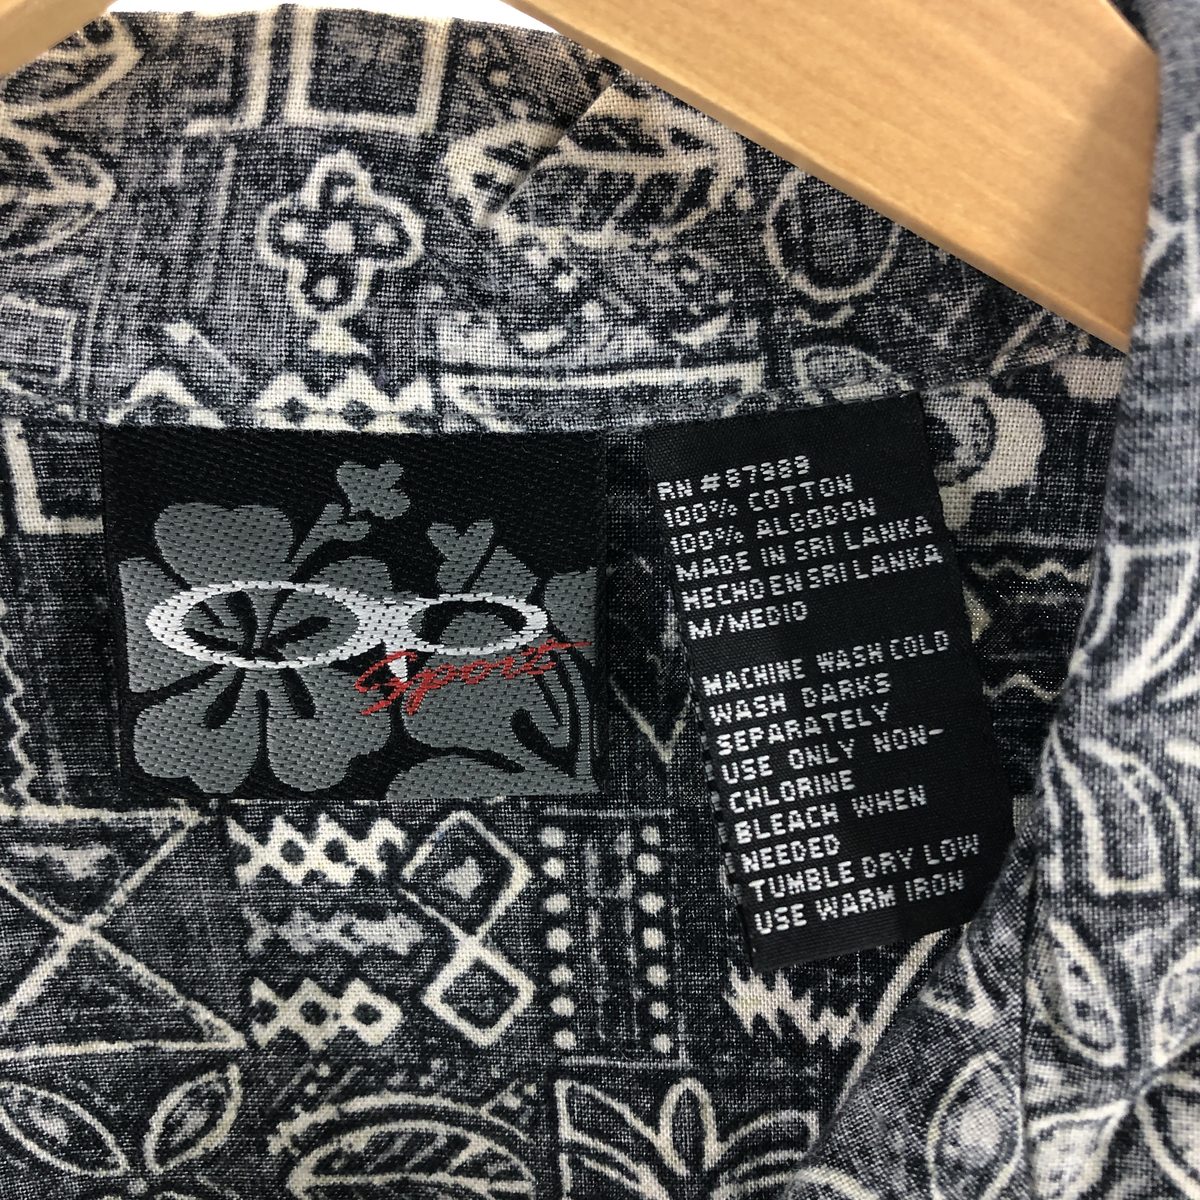 Sport
RN # 87989
100% COTTON
100% ALGODON
MADE IN SRI LANKA
HECHO EN SRI LANKA
M/MEDIO
MACHINE WASH COLD
WASH DARKS
SEPARATELY
USE ONLY NON-
CHLORINE
BLEACH WHEN
NEEDED
TUMBLE DRY LOW
USE WARM IRON